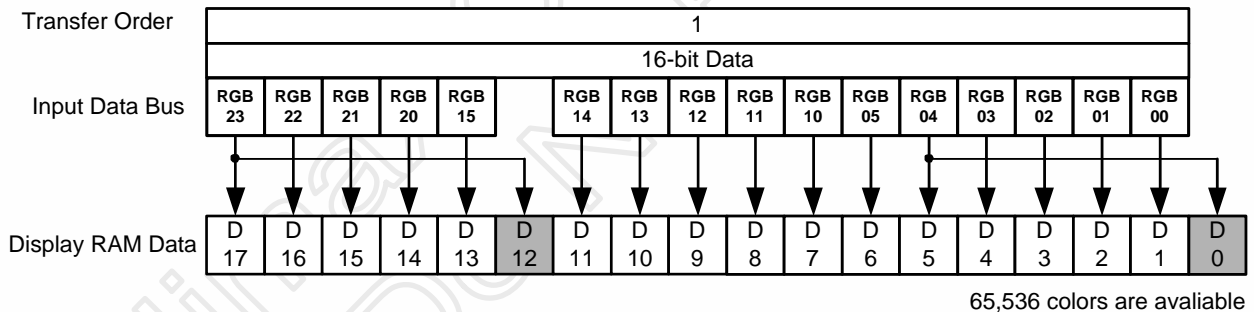 Transfer Order
1
16-bit Data
Input Data Bus
RGB 23 RGB 22 RGB 21 RGB 20 RGB 15 RGB 14 RGB 13 RGB 12 RGB 11 RGB 10 RGB 05 RGB 04 RGB 03 RGB 02 RGB 01 RGB 00
Display RAM Data
D 17 D 16 D 15 D 14 D 13 D 12 D 11 D 10 D 9 D 8 D 7 D 6 D 5 D 4 D 3 D 2 D 1 D 0
65,536 colors are avaliable